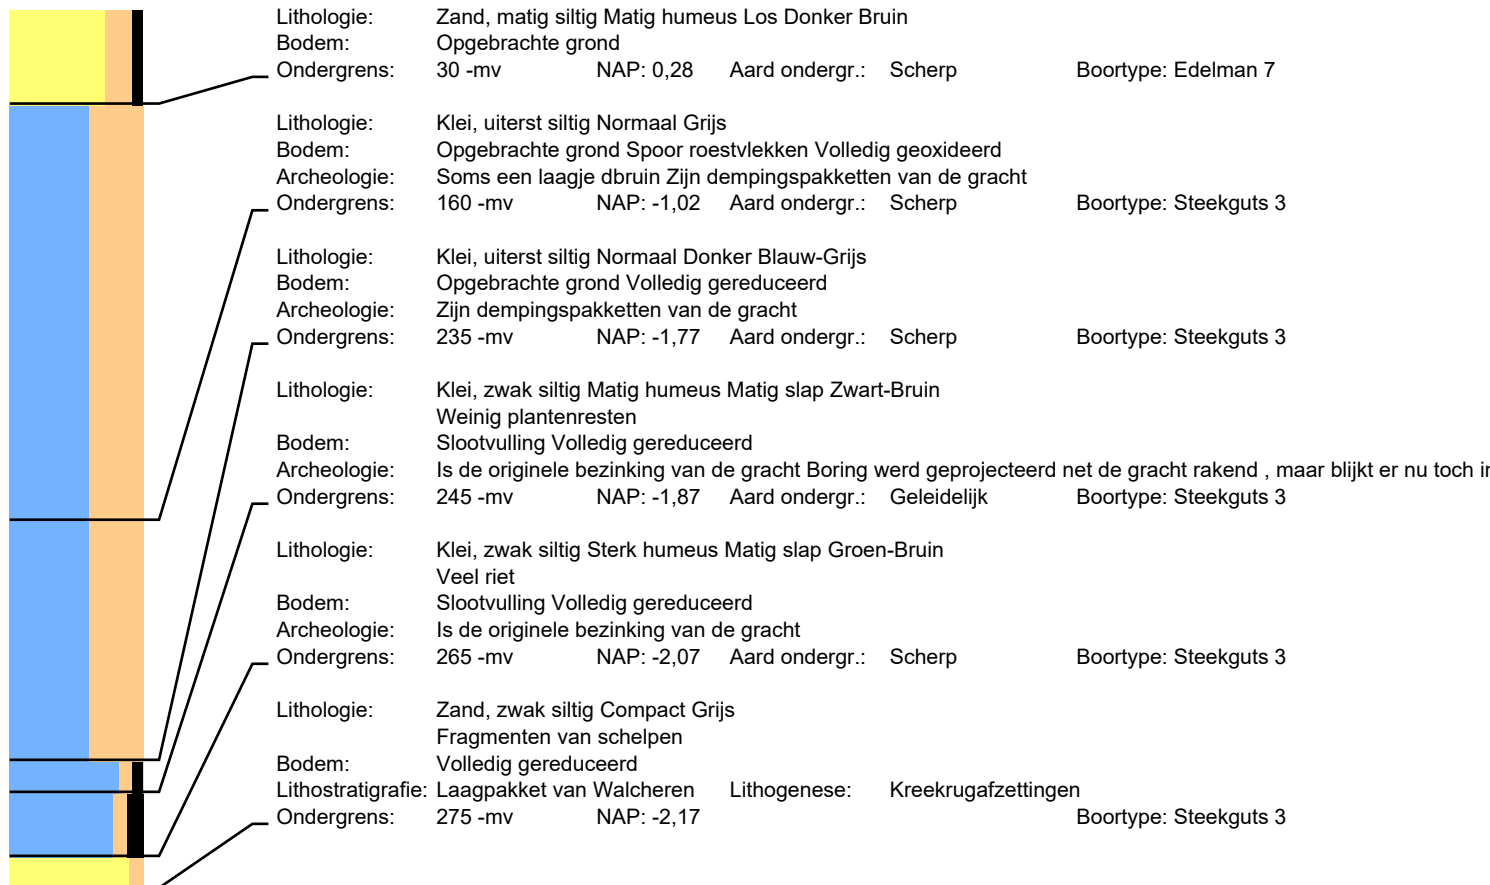 Lithologie: Zand, matig siltig Matig humeus Los Donker Bruin
Bodem: Opgebrachte grond
Ondergrens: 30 -mv NAP: 0,28 Aard ondergr.: Scherp Boortype: Edelman 7
Lithologie: Klei, uiterst siltig Normaal Grijs
Bodem: Opgebrachte grond Spoor roestvlekken Volledig geoxideerd
Archeologie: Soms een laagje dbruin Zijn dempingspakketten van de gracht
Ondergrens: 160 -mv NAP: -1,02 Aard ondergr.: Scherp Boortype: Steekguts 3
Lithologie: Klei, uiterst siltig Normaal Donker Blauw-Grijs
Bodem: Opgebrachte grond Volledig gereduceerd
Archeologie: Zijn dempingspakketten van de gracht
Ondergrens: 235 -mv NAP: -1,77 Aard ondergr.: Scherp Boortype: Steekguts 3
Lithologie: Klei, zwak siltig Matig humeus Matig slap Zwart-Bruin
Weinig plantenresten
Bodem: Slootvulling Volledig gereduceerd
Archeologie: Is de originele bezinking van de gracht Boring werd geprojecteerd net de gracht rakend , maar blijkt er nu toch
Ondergrens: 245 -mv NAP: -1,87 Aard ondergr.: Geleidelijk Boortype: Steekguts 3
Lithologie: Klei, zwak siltig Sterk humeus Matig slap Groen-Bruin
Veel riet
Bodem: Slootvulling Volledig gereduceerd
Archeologie: Is de originele bezinking van de gracht
Ondergrens: 265 -mv NAP: -2,07 Aard ondergr.: Scherp Boortype: Steekguts 3
Lithologie: Zand, zwak siltig Compact Grijs
Fragmenten van schelpen
Bodem: Volledig gereduceerd
Lithostratigrafie: Laagpakket van Walcheren Lithogenese: Kreekrugafzettingen
Ondergrens: 275 -mv NAP: -2,17 Boortype: Steekguts 3